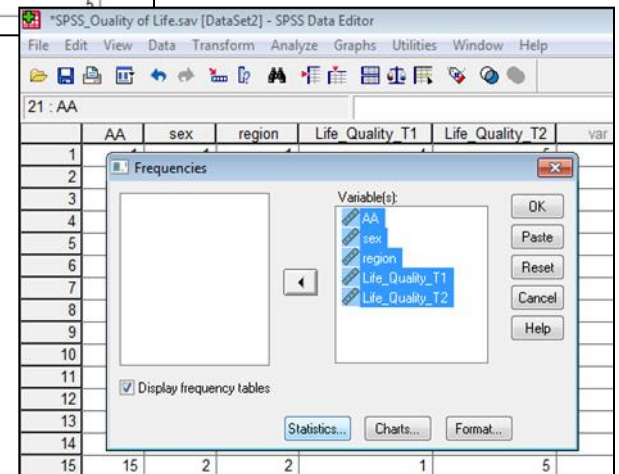 *SPSS_Ouality of Life.sav [DataSet2] - SPSS Data Editor
File Edit View Data Transform Analyze Graphs Utilities Window Help
21 : AA
AA sex region Life_Quality_T1 Life_Quality_T2 var
1
2
3
4
5
6
7
8
9
10
11
12
13
14
15 15 2 2 1 5
Frequencies
Variable(s):
AA
sex
region
Life_Quality_T1
Life_Quality_T2
OK
Paste
Reset
Cancel
Help
Display frequency tables
Statistics... Charts... Format...